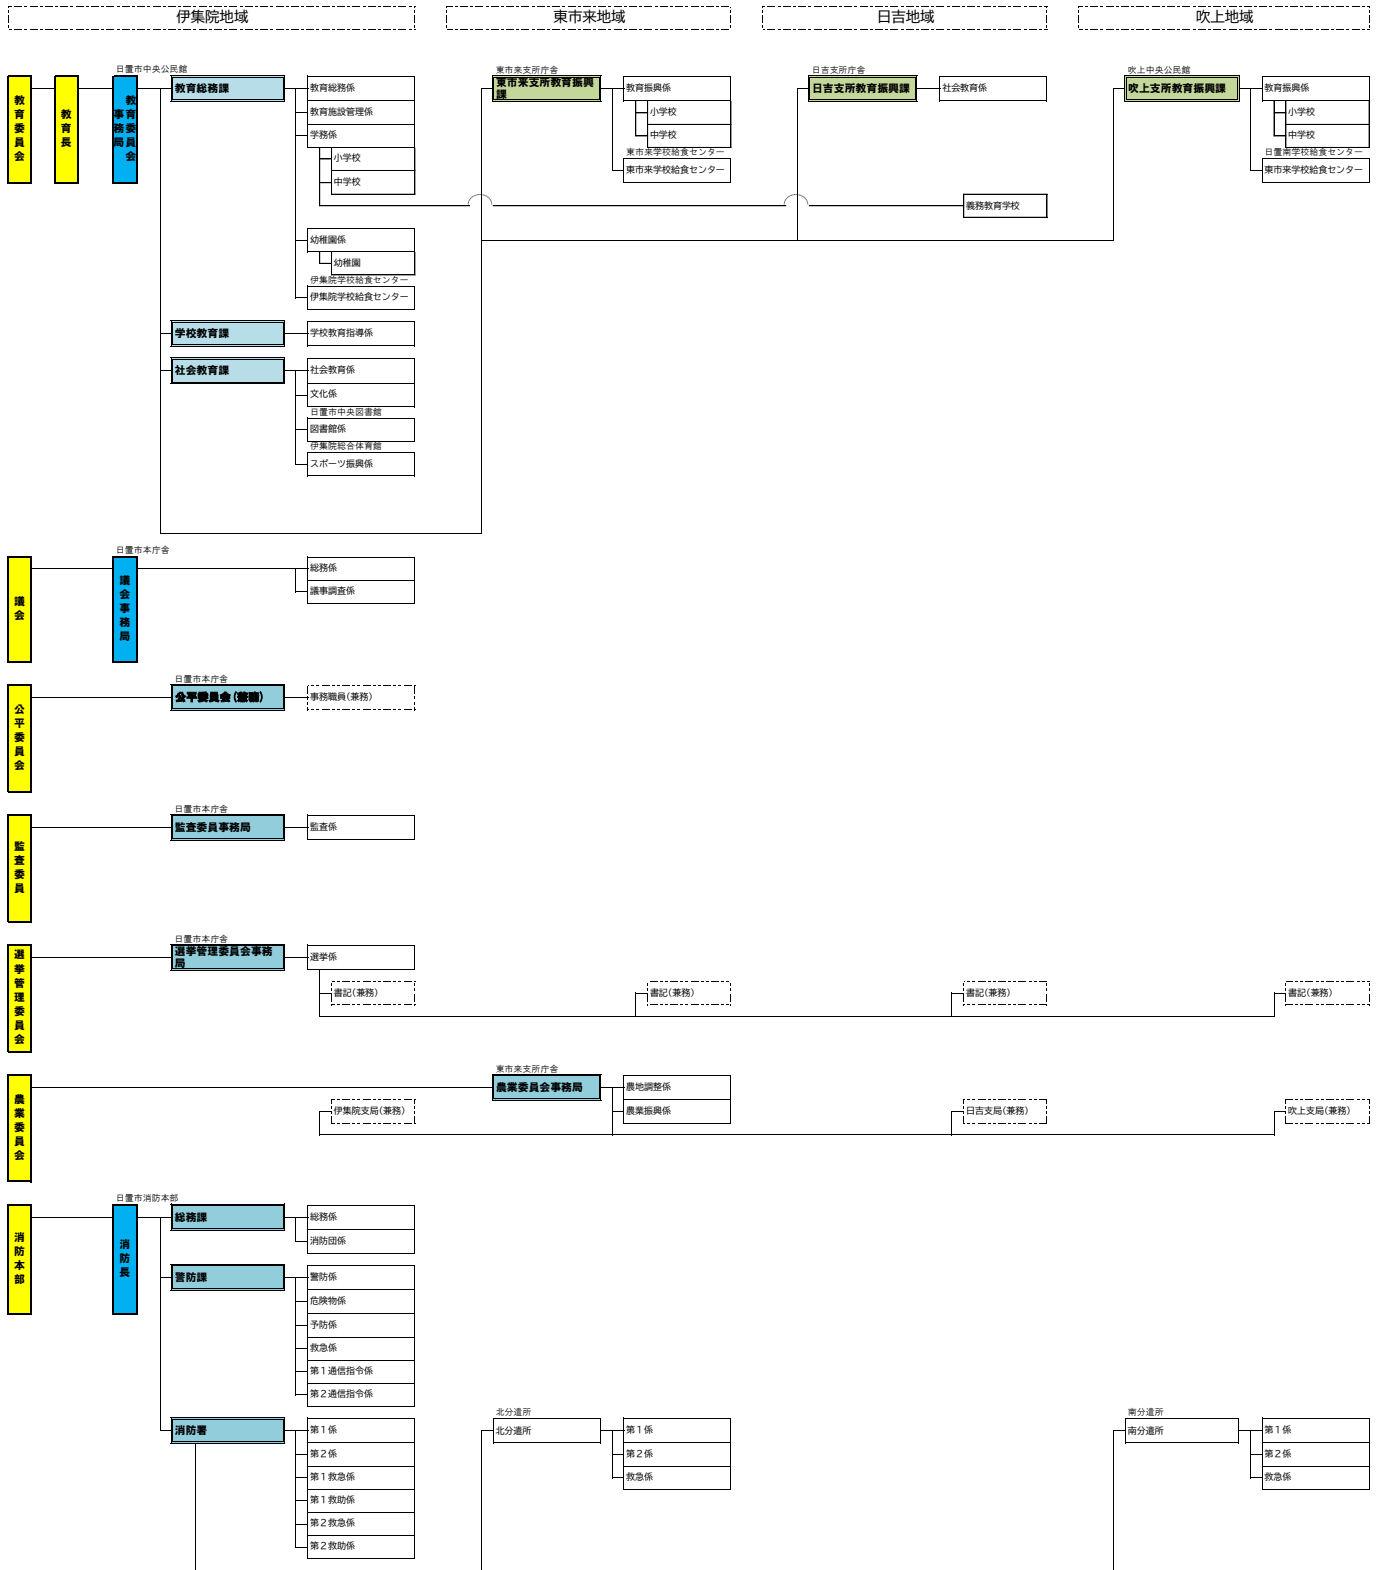 伊集院地域
東市来地域
日吉地域
吹上地域
日置市中央公民館
教育委員会
教育長
教育委員会
事務局
教育総務課
教育総務係
教育施設管理係
学務係
小学校
中学校
義務教育学校
幼稚園係
幼稚園
伊集院学校給食センター
伊集院学校給食センター
学校教育課
学校教育指導係
社会教育課
社会教育係
文化係
日置市中央図書館
図書館係
伊集院総合体育館
スポーツ振興係
東市来支所庁舎
東市来支所教育振興
課
教育振興係
小学校
中学校
東市来学校給食センター
東市来学校給食センター
日吉支所庁舎
日吉支所教育振興課
社会教育係
吹上中央公民館
吹上支所教育振興課
教育振興係
小学校
中学校
日置南学校給食センター
東市来学校給食センター
日置市本庁舎
議会
議会事務局
総務係
議事調査係
日置市本庁舎
公平委員会
公平委員会(兼務)
事務職員(兼務)
日置市本庁舎
監査委員
監査委員事務局
監査係
日置市本庁舎
選挙管理委員会
選挙管理委員会事務
局
選挙係
書記(兼務)
書記(兼務)
書記(兼務)
書記(兼務)
東市来支所庁舎
農業委員会
農業委員会事務局
農地調整係
農業振興係
伊集院支局(兼務)
日吉支局(兼務)
吹上支局(兼務)
日置市消防本部
消防本部
消防長
総務課
総務係
消防団係
警防課
警防係
危険物係
予防係
救急係
第１通信指令係
第２通信指令係
消防署
第１係
第２係
第１救急係
第１救助係
第２救急係
第２救助係
北分遣所
北分遣所
第１係
第２係
救急係
南分遣所
南分遣所
第１係
第２係
救急係